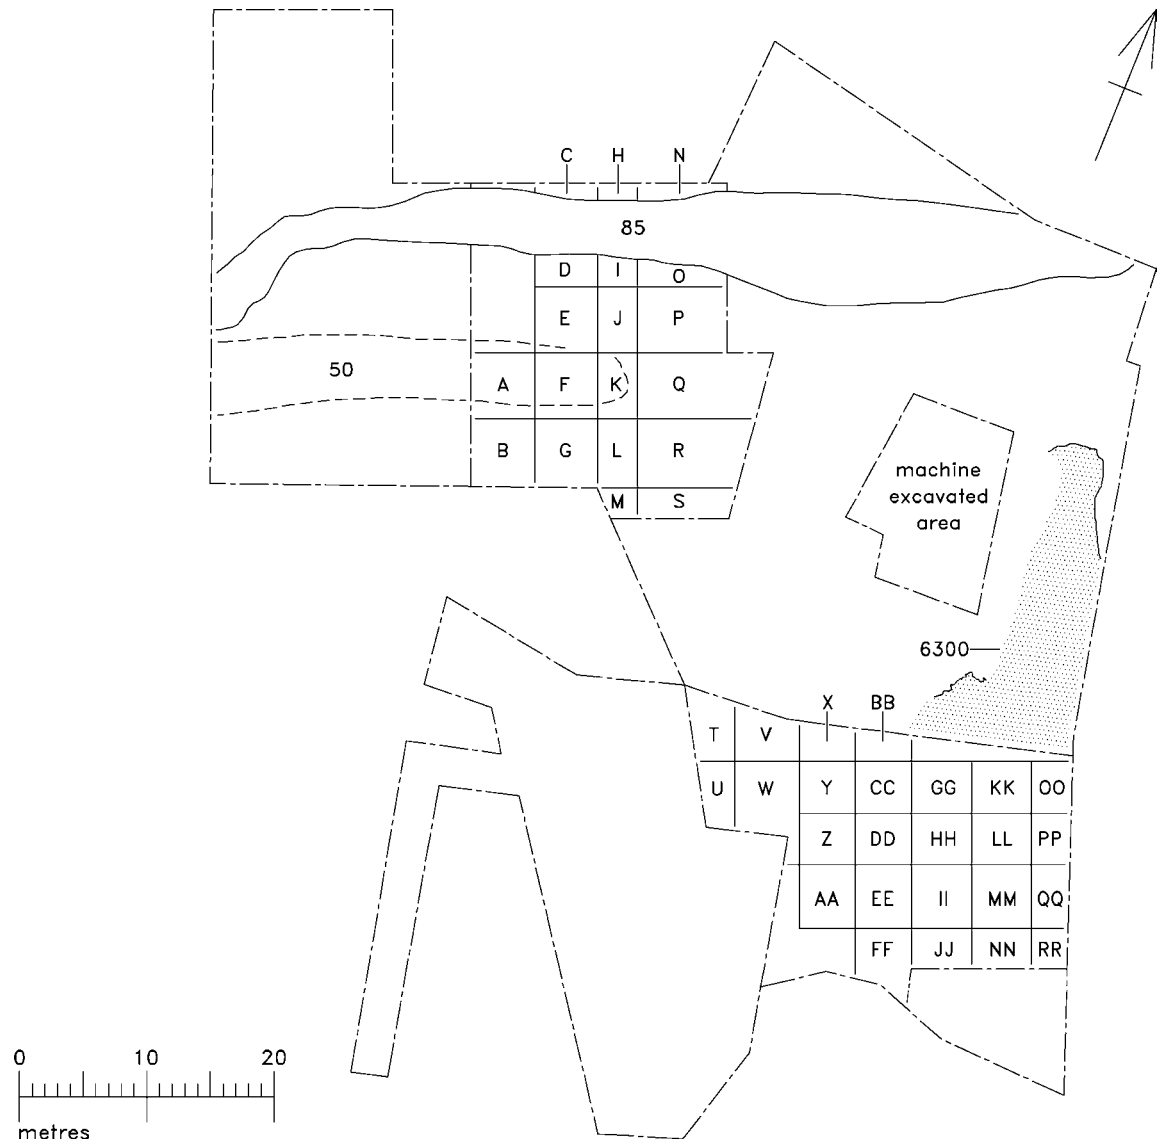 C H N
85
D I O
E J P
50
A F K Q
B G L R
M S
machine
excavated
area
6300
X BB
T V
U W Y CC GG KK OO
Z DD HH LL PP
AA EE II MM QQ
FF JJ NN RR
0 10 20
metres